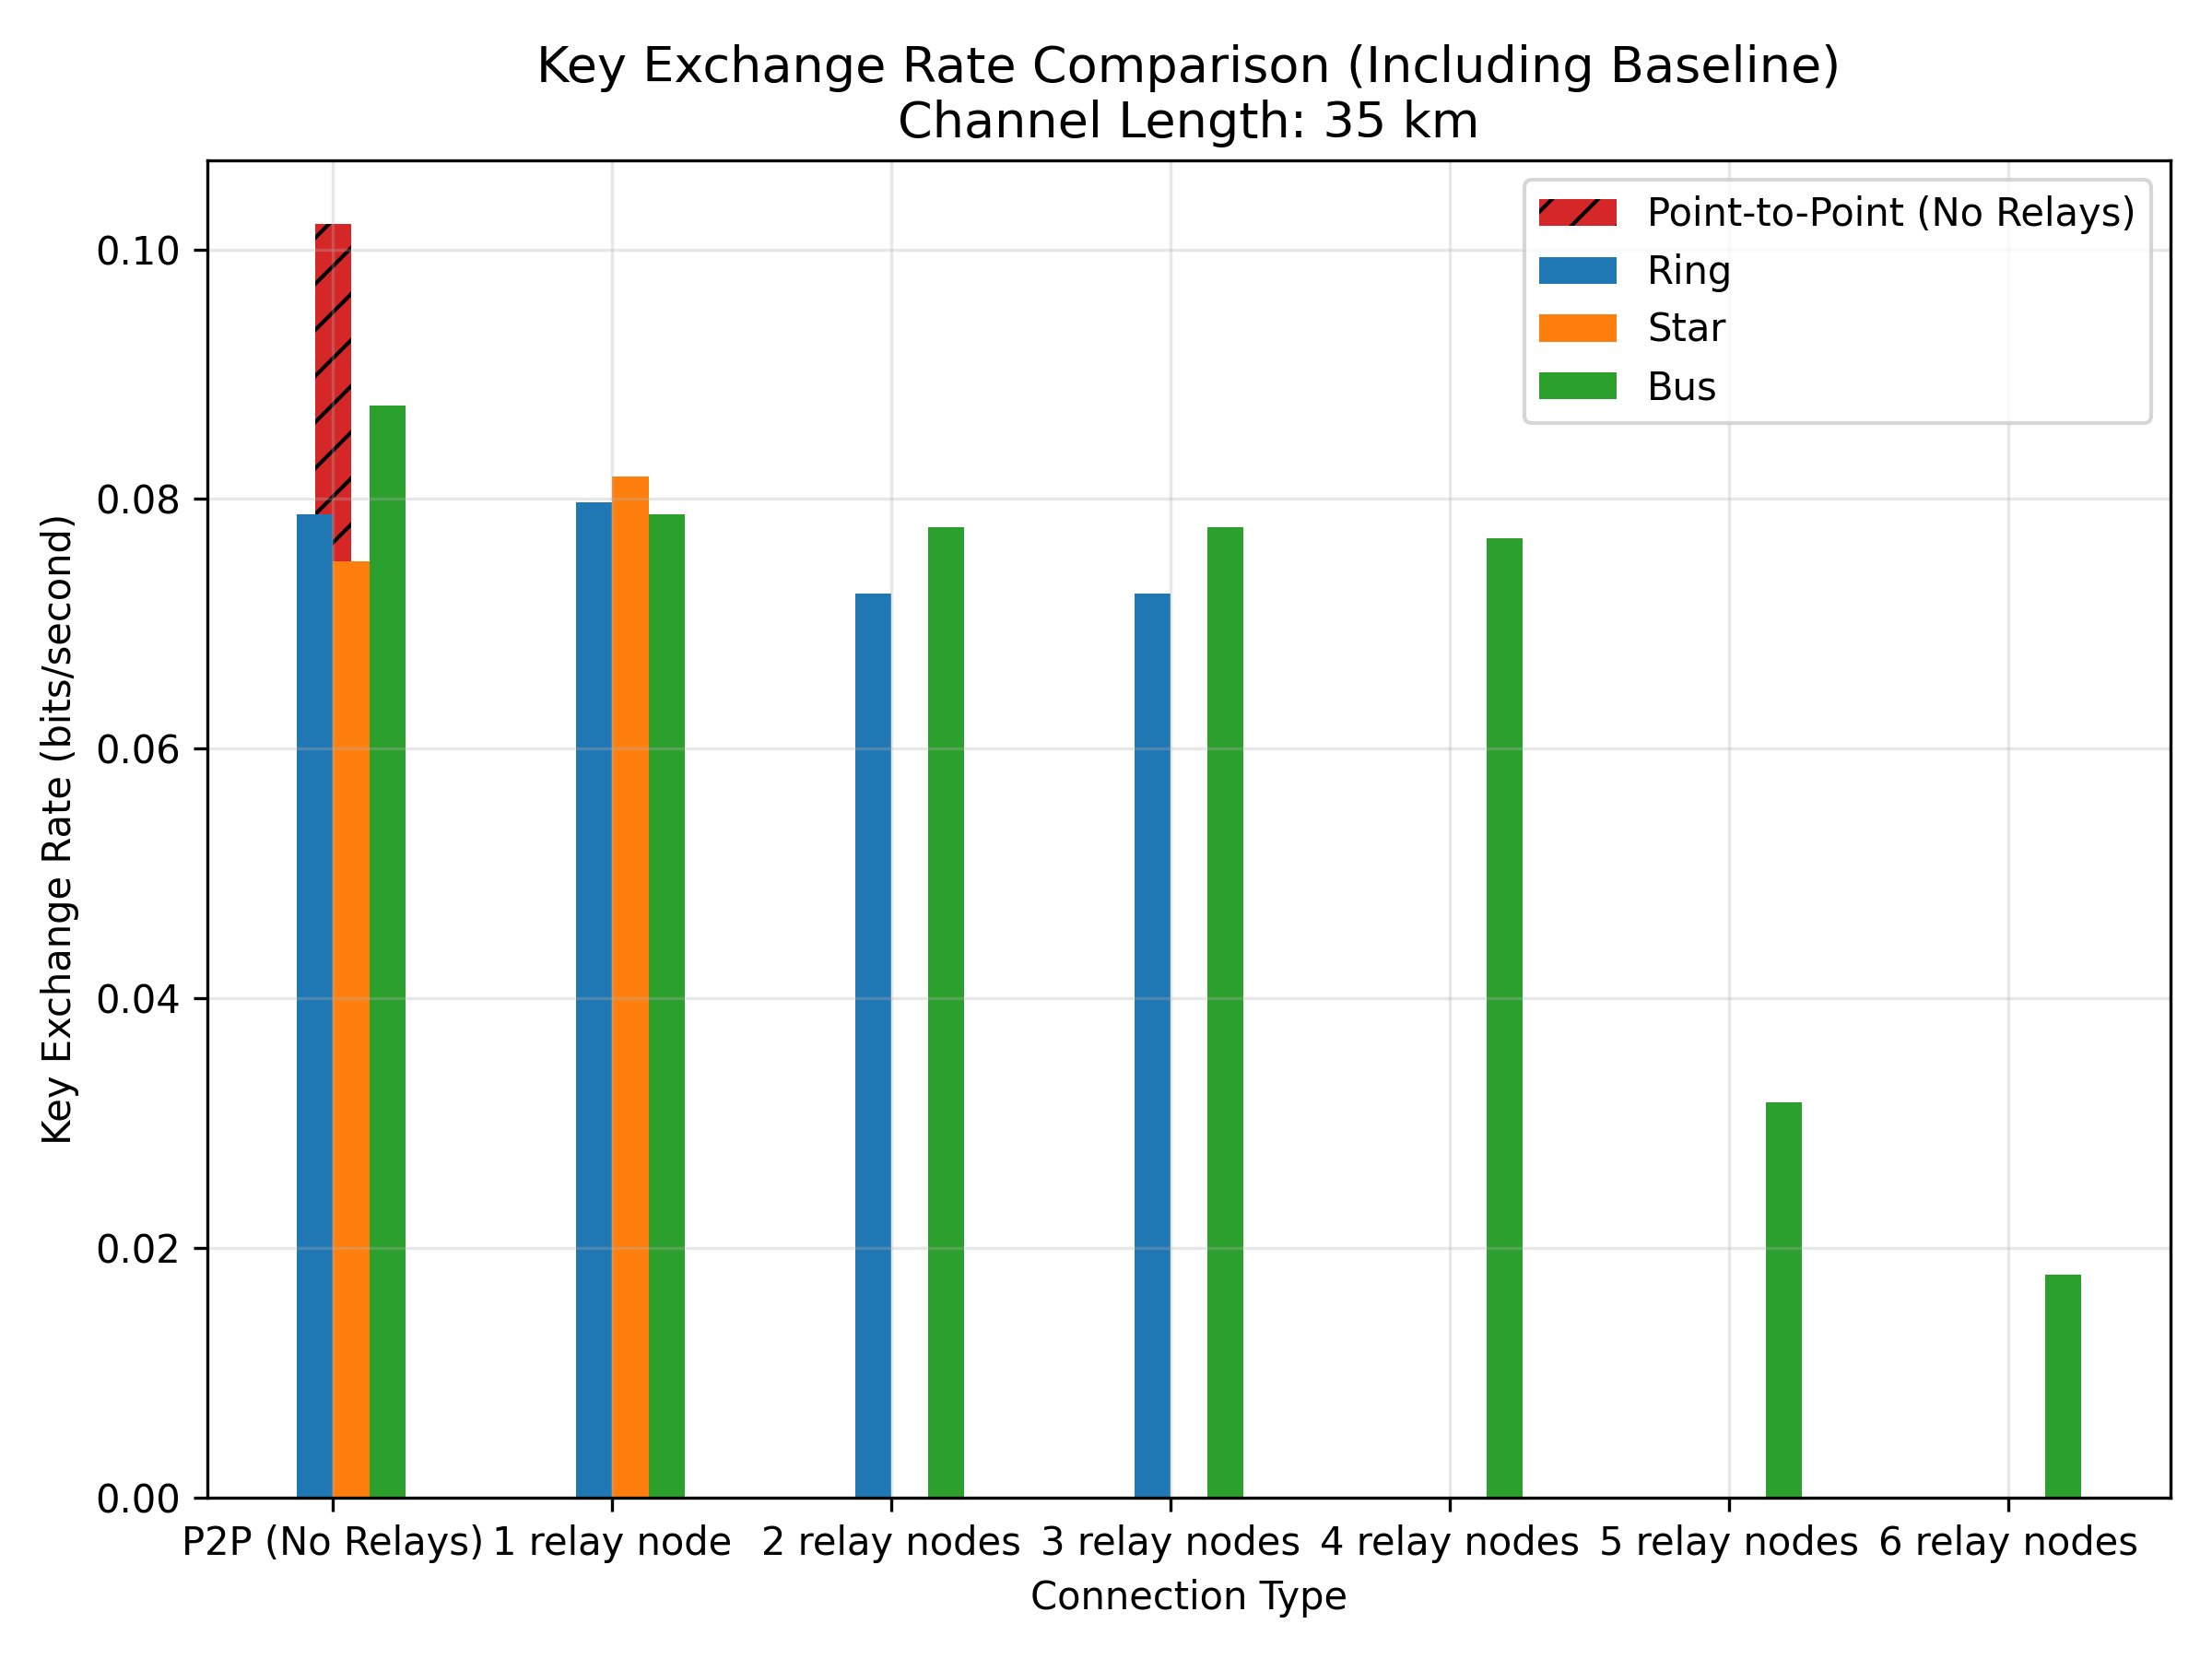 Key Exchange Rate Comparison (Including Baseline)
Channel Length: 35 km
Point-to-Point (No Relays)
Ring
Star
Bus
Key Exchange Rate (bits/second)
0.10
0.08
0.06
0.04
0.02
0.00
P2P (No Relays) 1 relay node 2 relay nodes 3 relay nodes 4 relay nodes 5 relay nodes 6 relay nodes
Connection Type